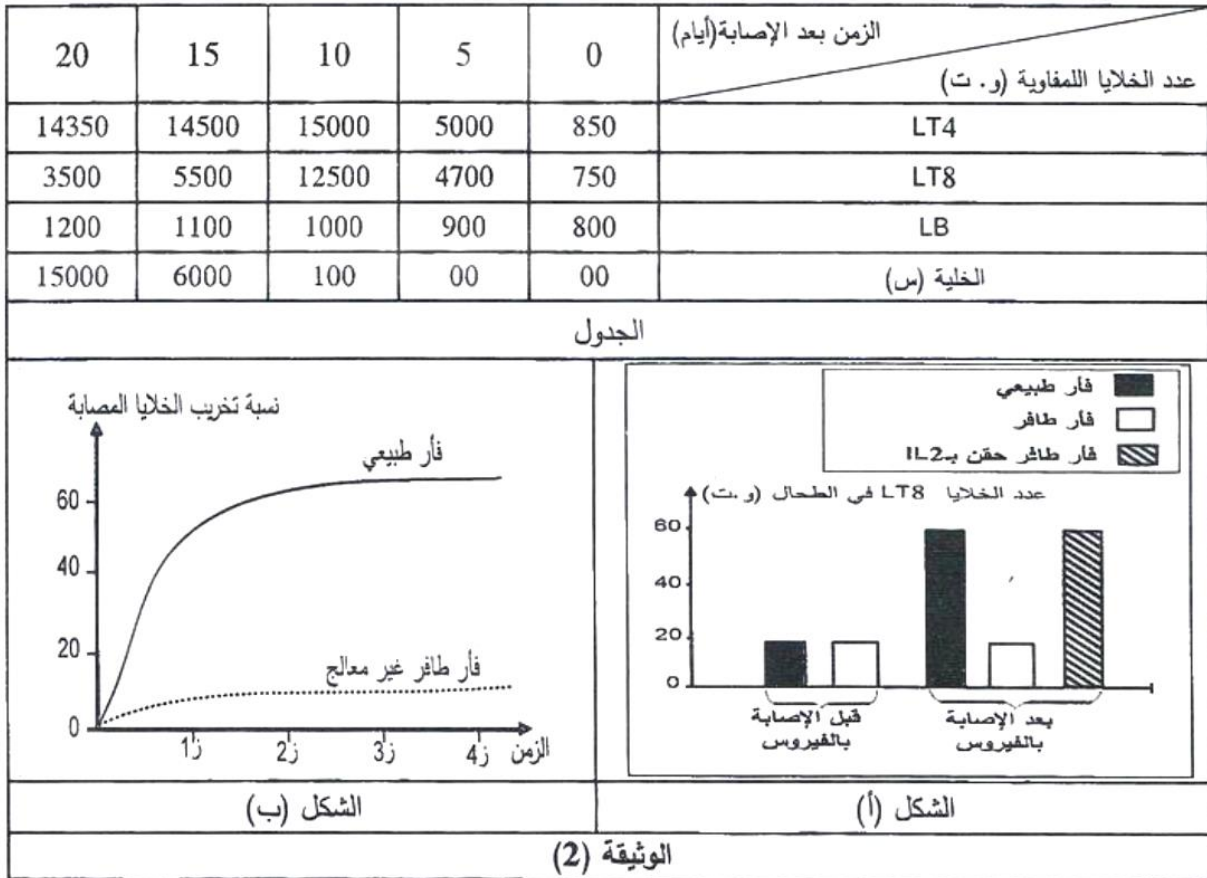 الزمن بعد الإصابة(أيام) 0 5 10 15 20
عدد الخلايا اللمفاوية (و. ت)
LT4 850 5000 15000 14500 14350
LT8 750 4700 12500 5500 3500
LB 800 900 1000 1100 1200
الخلية (س) 00 00 100 6000 15000
الجدول
فأر طبيعي
فأر طافر
فأر طافر حقن بـIL2
عدد الخلايا LT8 في الطحال (و.ت)
60
40
20
0
قبل الإصابة بالفيروس
بعد الإصابة بالفيروس
الشكل (أ)
نسبة تخريب الخلايا المصابة
فأر طبيعي
60
40
20
فأر طافر غير معالج
0
ز1 ز2 ز3 ز4 الزمن
الشكل (ب)
الوثيقة (2)